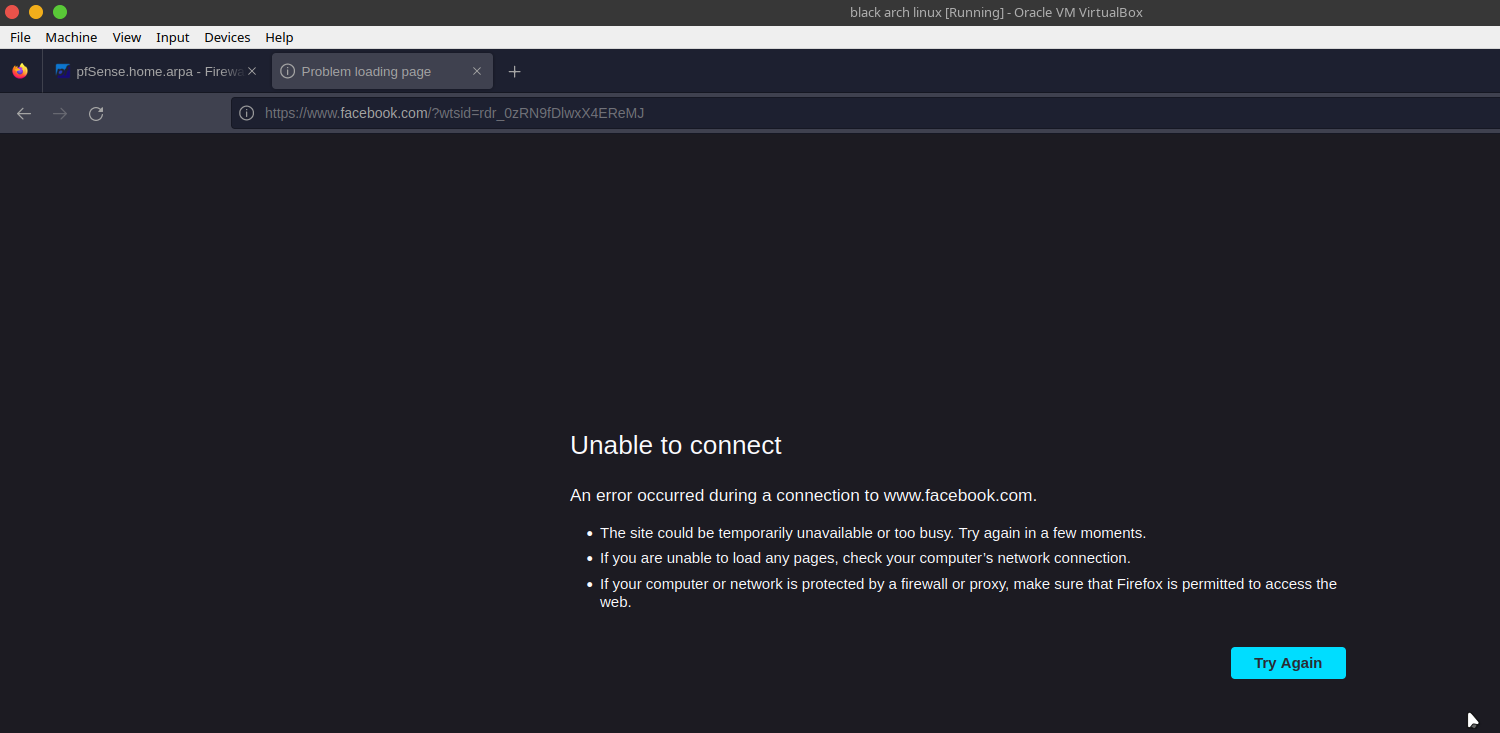 black arch linux [Running] - Oracle VM VirtualBox
File Machine View Input Devices Help
pfSense.home.arpa - Firewa
Problem loading page
https://www.facebook.com/?wtsid=rdr_0zRN9fDlwxX4EReMJ
Unable to connect
An error occurred during a connection to www.facebook.com.
• The site could be temporarily unavailable or too busy. Try again in a few moments.
• If you are unable to load any pages, check your computer’s network connection.
• If your computer or network is protected by a firewall or proxy, make sure that Firefox is permitted to access the
web.
Try Again